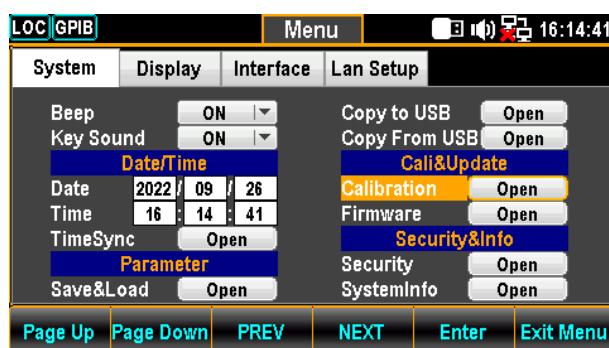 LOC GPIB Menu 16:14:41
System Display Interface Lan Setup
Beep ON
Key Sound ON
Date/Time
Date 2022 / 09 / 26
Time 16 : 14 : 41
TimeSync Open
Parameter
Save&Load Open
Copy to USB Open
Copy From USB Open
Cali&Update
Calibration Open
Firmware Open
Security&Info
Security Open
SystemInfo Open
Page Up Page Down PREV NEXT Enter Exit Menu